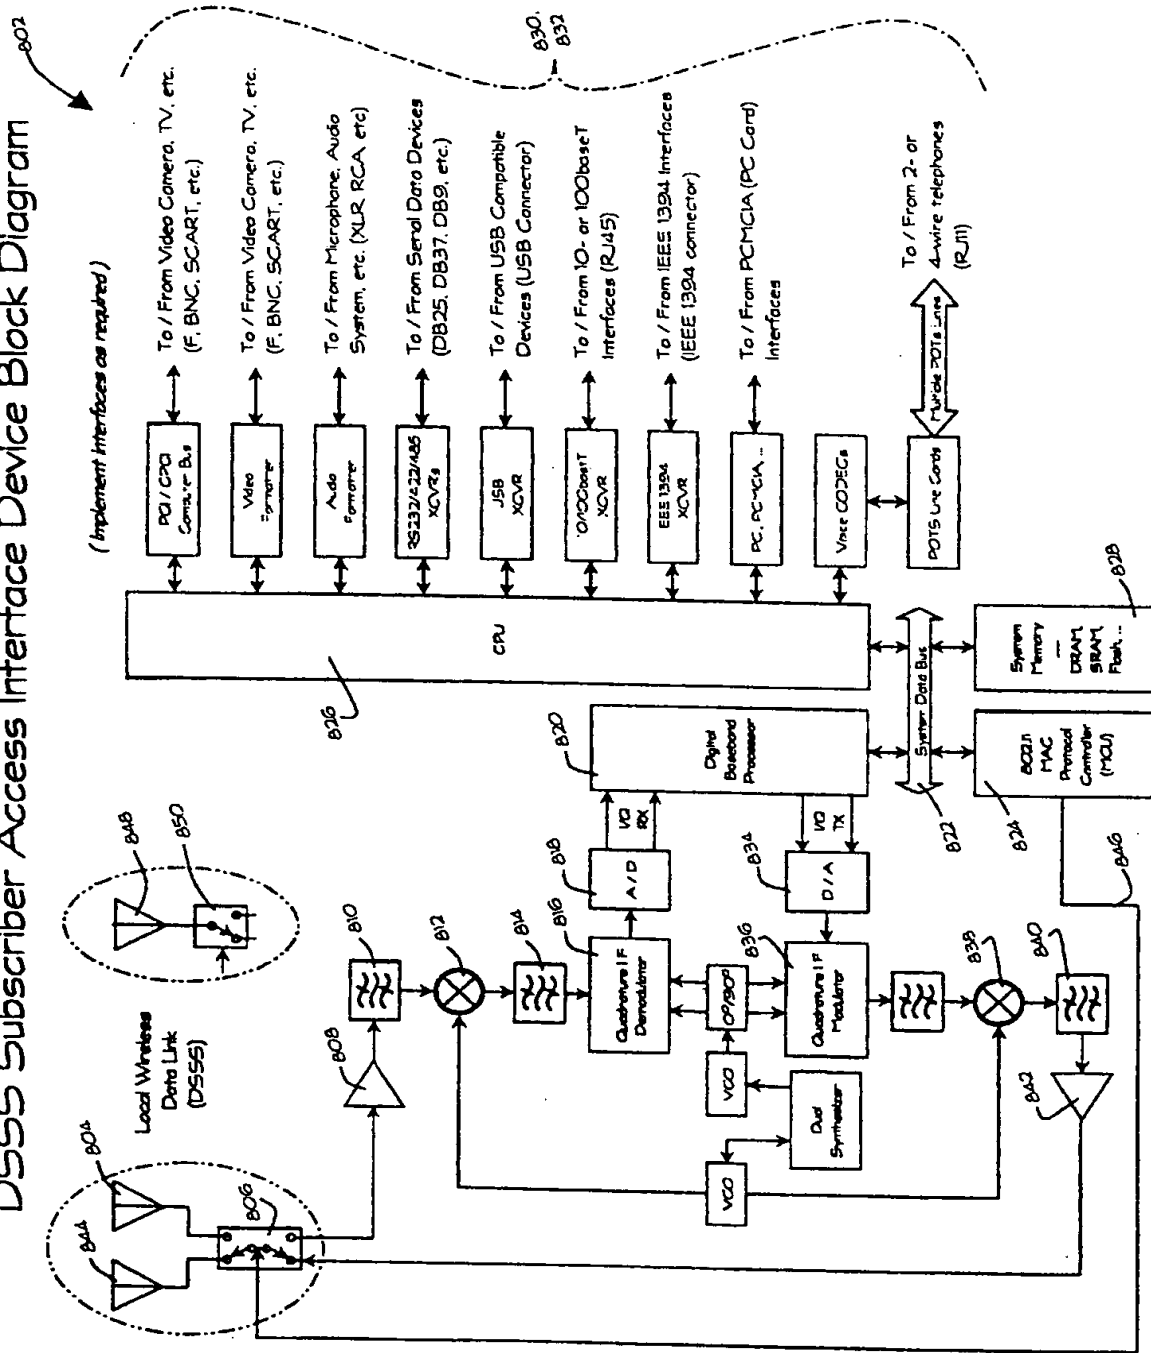 DSSS Subscriber Access Interface Device Block Diagram
802
(Implement interfaces as required)
830,
832
To / From Video Camera, TV, etc.
(F, BNC, SCART, etc.)
To / From Video Camera, TV, etc.
(F, BNC, SCART, etc.)
To / From Microphone, Audio
System, etc. (XLR RCA, etc)
To / From Serial Data Devices
(DB25, DB37, DB9, etc.)
To / From USB Compatible
Devices (USB Connector)
To / From 10- or 100baseT
Interfaces (RJ45)
To / From IEEE 1394 Interfaces
(IEEE 1394 connector)
To / From PCMCIA (PC Card)
Interfaces
To / From 2- or
4-wire telephones
(RJ11)
PCI / CPCI
Computer Bus
Video
Formatter
Audio
Formatter
RS232/422/485
XCVRs
USB
XCVR
10/100baseT
XCVR
IEEE 1394
XCVR
PC, PCMCIA, ...
Voice CODECs
POTS Line Cards
Multiple POTs Lines
CPU
826
System Data Bus
822
System
Memory
---
DRAM,
SRAM,
Flash, ...
828
802.11
MAC
Protocol
Controller
(MCU)
824
846
Digital
Baseband
Processor
820
I/Q
RX
I/Q
TX
A / D
818
D / A
834
848
850
Local Wireless
Data Link
(DSSS)
804
844
806
808
810
812
814
816
Quadrature I F
Demodulator
0°/90°
836
Quadrature I F
Modulator
VCO
VCO
Dual
Synthesizer
838
840
842